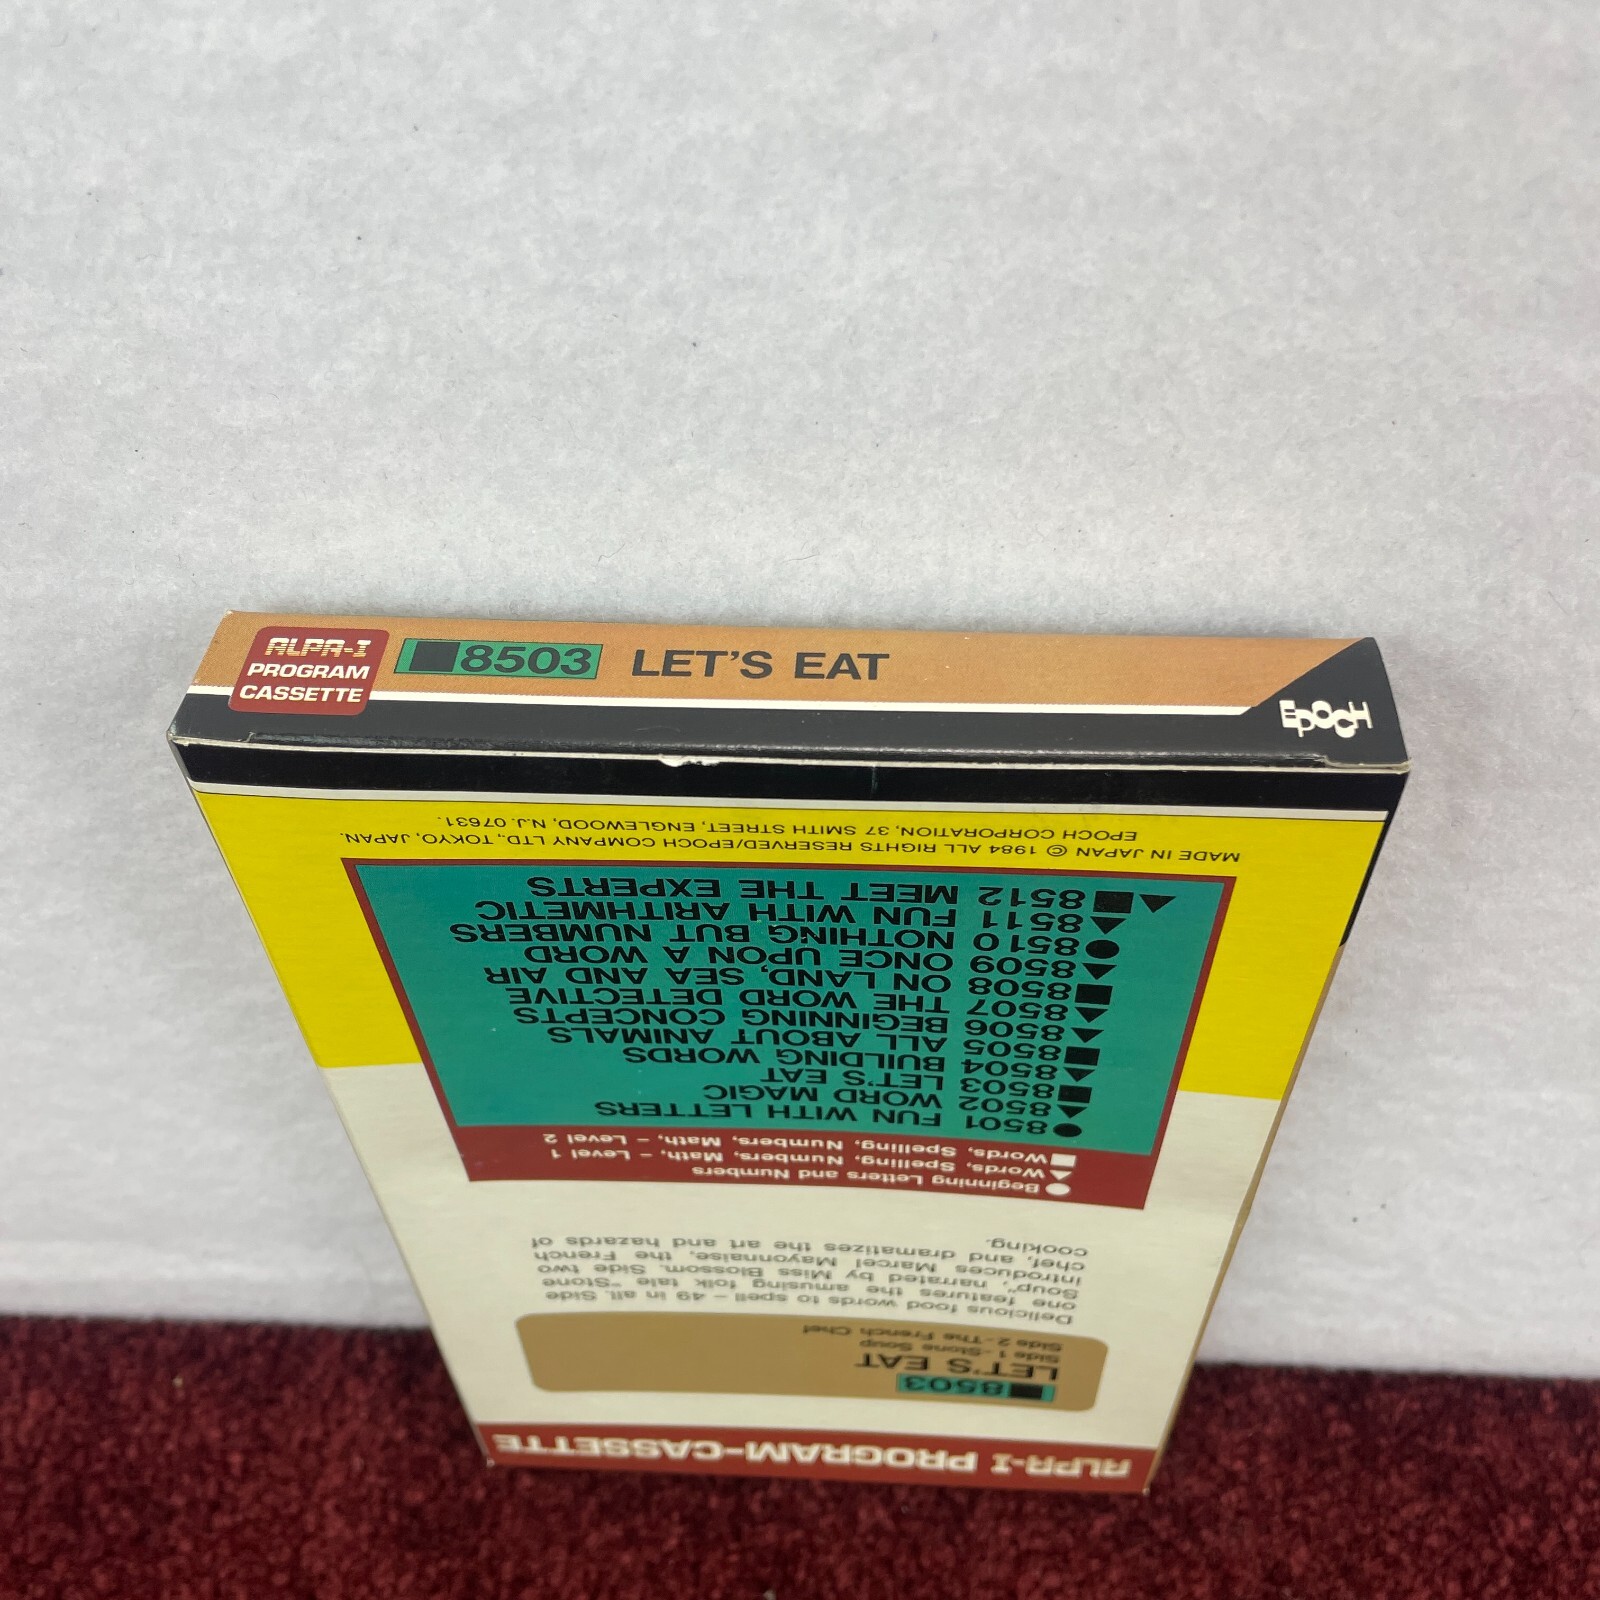 ALPA-I
PROGRAM
CASSETTE
■8503 LET'S EAT
EPOCH
ALPA-I PROGRAM-CASSETTE
■8503
LET'S EAT
Side 1 - Stone Soup
Side 2 - The French Chef
Delicious food words to spell – 49 in all. Side
one features the amusing folk tale "Stone
Soup", narrated by Miss Blossom. Side two
introduces Marcel Mayonnaise, the French
chef, and dramatizes the art and hazards of
cooking.
● Beginning Letters and Numbers
▲ Words, Spelling, Numbers, Math, – Level 1
■ Words, Spelling, Numbers, Math, – Level 2
●8501 FUN WITH LETTERS
▲8502 WORD MAGIC
■8503 LET'S EAT
▲8504 BUILDING WORDS
■8505 ALL ABOUT ANIMALS
▲8506 BEGINNING CONCEPTS
▲8507 THE WORD DETECTIVE
■8508 ON LAND, SEA AND AIR
▲8509 ONCE UPON A WORD
●8510 NOTHING BUT NUMBERS
▲8511 FUN WITH ARITHMETIC
▲■8512 MEET THE EXPERTS
MADE IN JAPAN © 1984 ALL RIGHTS RESERVED/EPOCH COMPANY LTD., TOKYO, JAPAN.
EPOCH CORPORATION, 37 SMITH STREET, ENGLEWOOD, N.J. 07631.